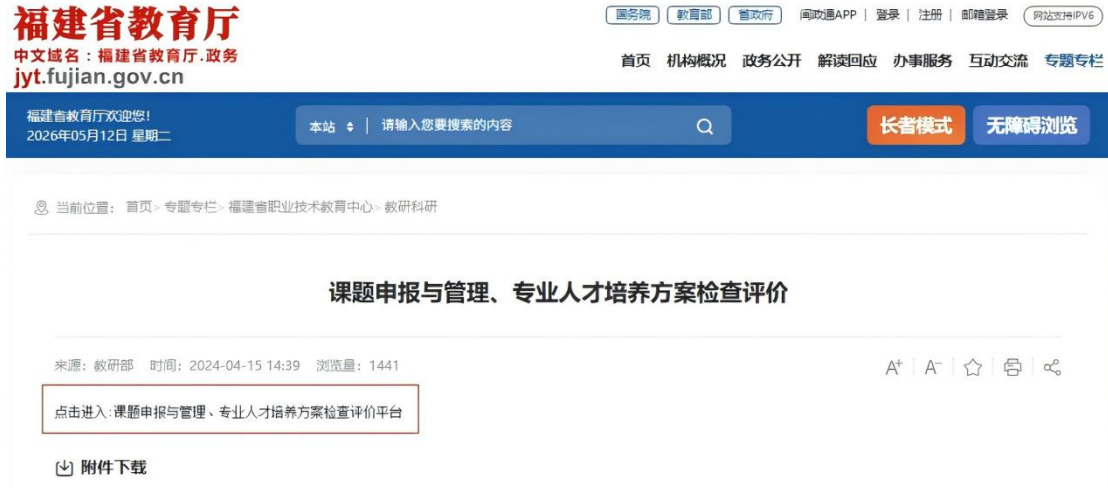 福建省教育厅
中文域名：福建省教育厅.政务
jyt.fujian.gov.cn
国务院 教育部 省政府 闽政通APP | 登录 | 注册 | 邮箱登录 网站支持IPV6
首页 机构概况 政务公开 解读回应 办事服务 互动交流 专题专栏
福建省教育厅欢迎您!
2026年05月12日 星期二
本站 | 请输入您要搜索的内容
长者模式 无障碍浏览
当前位置： 首页> 专题专栏> 福建省职业技术教育中心> 教研科研
课题申报与管理、专业人才培养方案检查评价
来源：教研部 时间：2024-04-15 14:39 浏览量：1441
A+ | A-
点击进入:课题申报与管理、专业人才培养方案检查评价平台
附件下载